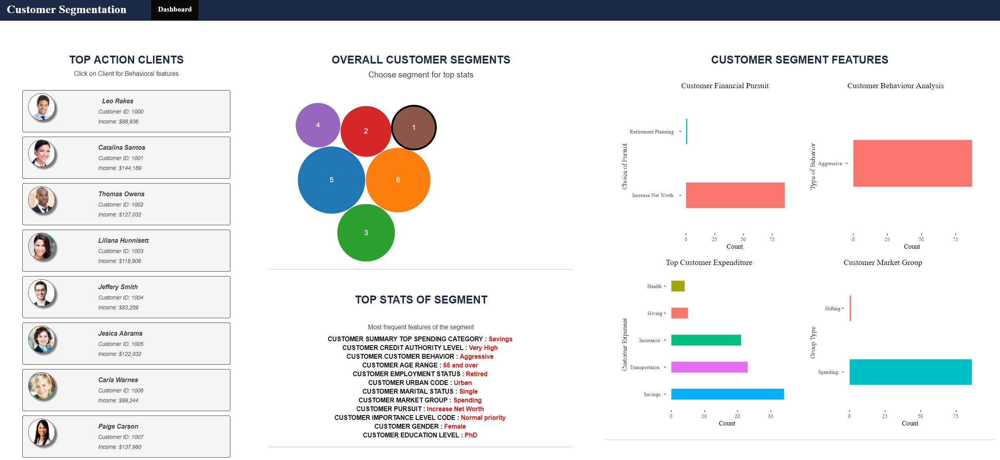 Customer Segmentation
Dashboard
TOP ACTION CLIENTS
Click on Client for Behavioral features
Leo Rakes
Customer ID: 1000
Income: $88,936
Catalina Santos
Customer ID: 1001
Income: $144,189
Thomas Owens
Customer ID: 1002
Income: $127,032
Liliana Hunnisett
Customer ID: 1003
Income: $118,908
Jeffery Smith
Customer ID: 1004
Income: $83,259
Jesica Abrams
Customer ID: 1005
Income: $122,032
Carla Warnes
Customer ID: 1006
Income: $99,244
Paige Carson
Customer ID: 1007
Income: $137,960
OVERALL CUSTOMER SEGMENTS
Choose segment for top stats
4
2
1
5
6
3
TOP STATS OF SEGMENT
Most frequent features of the segment
CUSTOMER SUMMARY TOP SPENDING CATEGORY : Savings
CUSTOMER CREDIT AUTHORITY LEVEL : Very High
CUSTOMER CUSTOMER BEHAVIOR : Aggressive
CUSTOMER AGE RANGE : 65 and over
CUSTOMER EMPLOYMENT STATUS : Retired
CUSTOMER URBAN CODE : Urban
CUSTOMER MARITAL STATUS : Single
CUSTOMER MARKET GROUP : Spending
CUSTOMER PURSUIT : Increase Net Worth
CUSTOMER IMPORTANCE LEVEL CODE : Normal priority
CUSTOMER GENDER : Female
CUSTOMER EDUCATION LEVEL : PhD
CUSTOMER SEGMENT FEATURES
Customer Financial Pursuit
Choice of Pursuit
Retirement Planning
Increase Net Worth
0 25 50 75
Count
Customer Behaviour Analysis
Type of Behavior
Aggressive
0 25 50 75
Count
Top Customer Expenditure
Customer Expenses
Health
Giving
Insurance
Transportaion
Savings
0 10 20 30
Count
Customer Market Group
Group Type
Gifting
Spending
0 25 50 75
Count